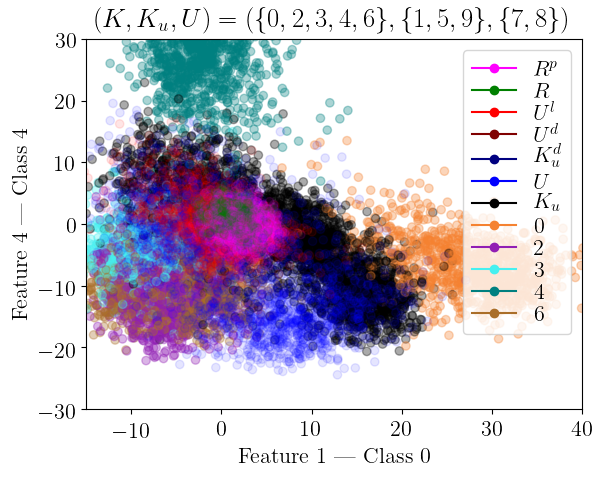 (K, K_u, U) = ({0, 2, 3, 4, 6}, {1, 5, 9}, {7, 8})
30
20
10
0
−10
−20
−30
Feature 4 — Class 4
R^p
R
U^l
U^d
K_u^d
U
K_u
0
2
3
4
6
−10 0 10 20 30 40
Feature 1 — Class 0